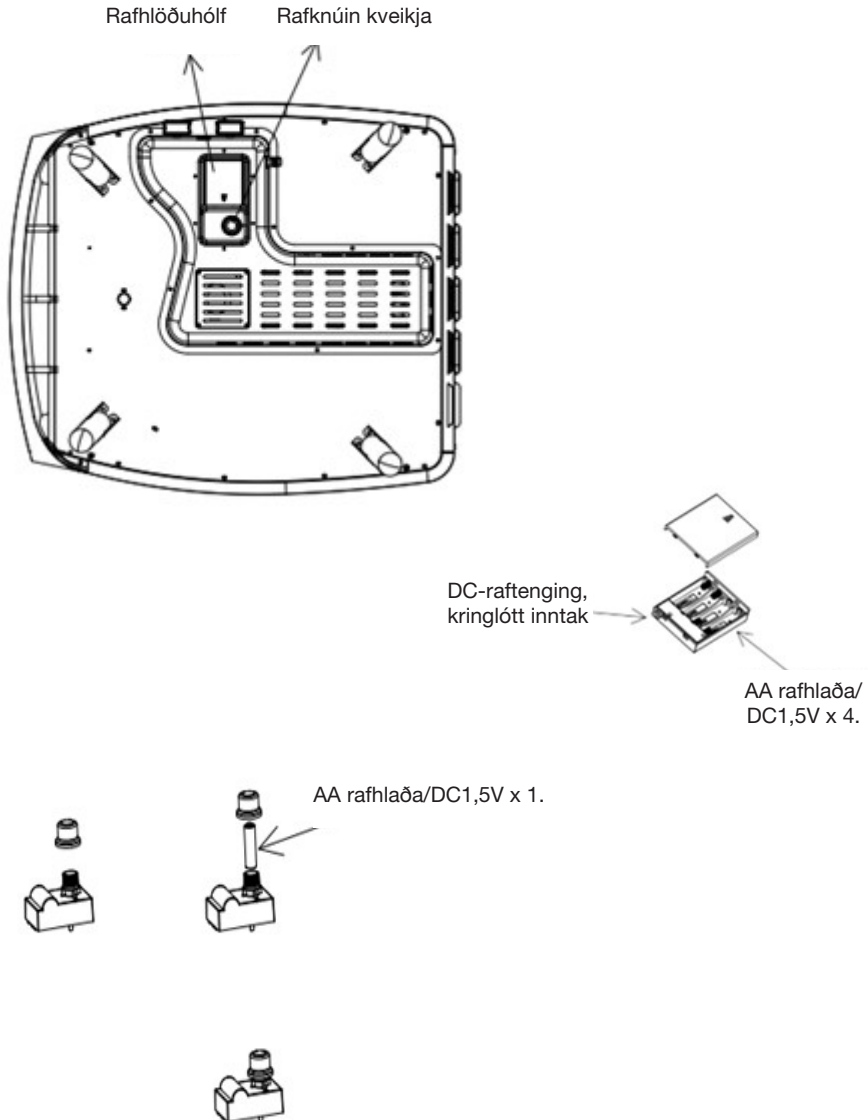 Rafhlöðuhólf
Rafknúin kveikja
DC-raftenging,
kringlótt inntak
AA rafhlaða/
DC1,5V x 4.
AA rafhlaða/DC1,5V x 1.